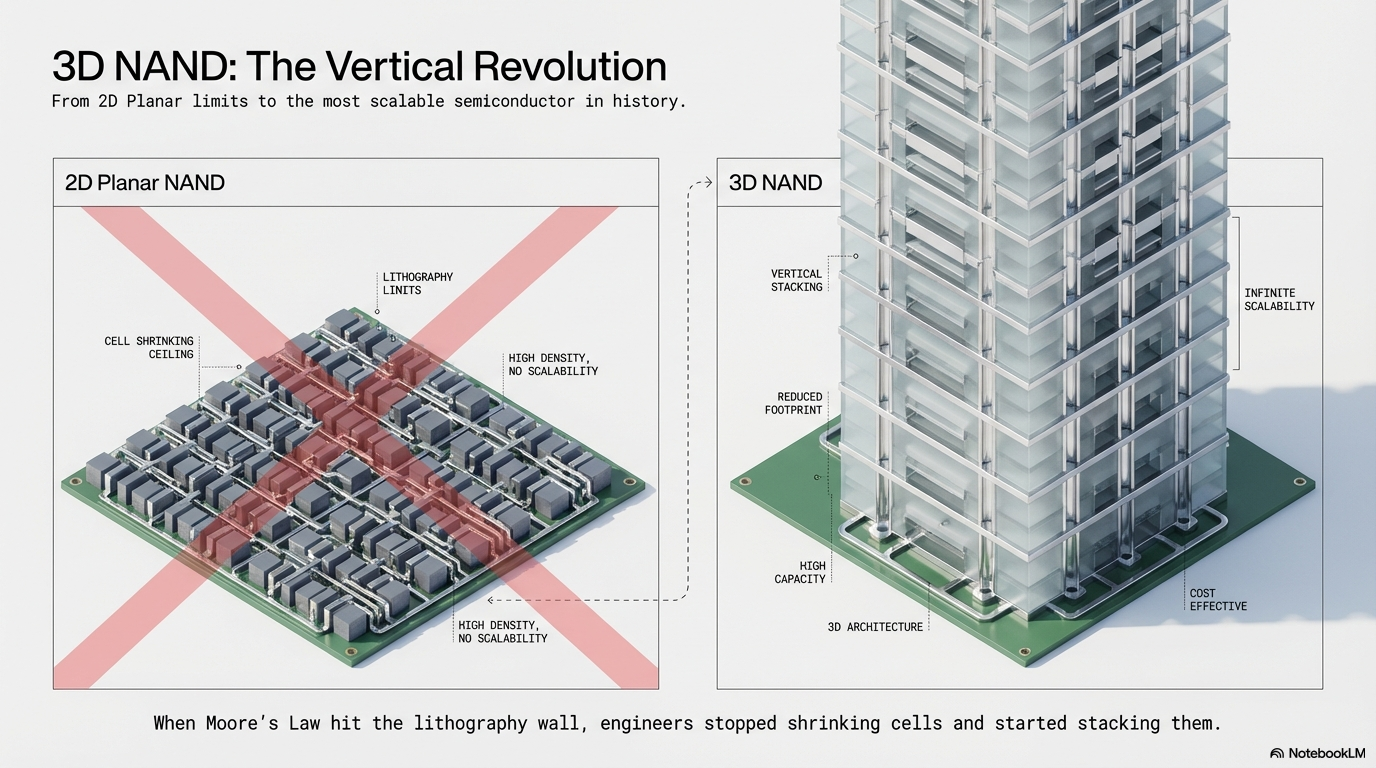 3D NAND: The Vertical Revolution
From 2D Planar limits to the most scalable semiconductor in history.
2D Planar NAND
LITHOGRAPHY
LINITS
CELL SHRINKING
CEILING
HIGH DENSITY,
NO SCALABILITY
HIGH DENSITY,
NO SCALABILITY
3D NAND
VERTICAL
STACKING
INFINITE
SCALABILITY
REDUCED
FOOTPRINT
HIGH
CAPACITY
COST
EFFECTIVE
3D ARCHITECTURE
When Moore's Law hit the lithography wall, engineers stopped shrinking cells and started stacking them.
NotebookLM